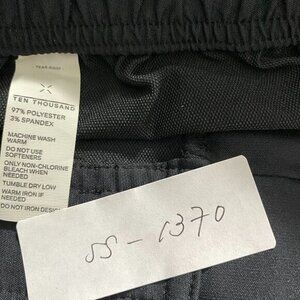 TEN THOUSAND
97% POLYESTER
3% SPANDEX
MACHINE WASH
WARM
DO NOT USE
SOFTENERS
ONLY NON-CHLORINE
BLEACH WHEN
NEEDED
TUMBLE DRY LOW
WARM IRON IF
NEEDED
DO NOT IRON DESIGN
SS-1370